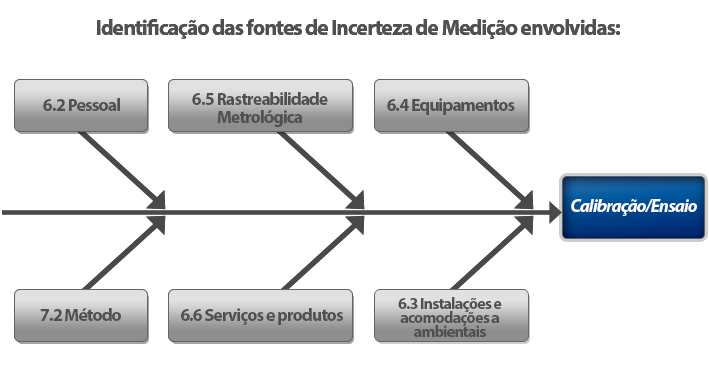 Identificação das fontes de Incerteza de Medição envolvidas:
6.2 Pessoal
6.5 Rastreabilidade
Metrológica
6.4 Equipamentos
Calibração/Ensaio
7.2 Método
6.6 Serviços e produtos
6.3 Instalações e
acomodações a
ambientais